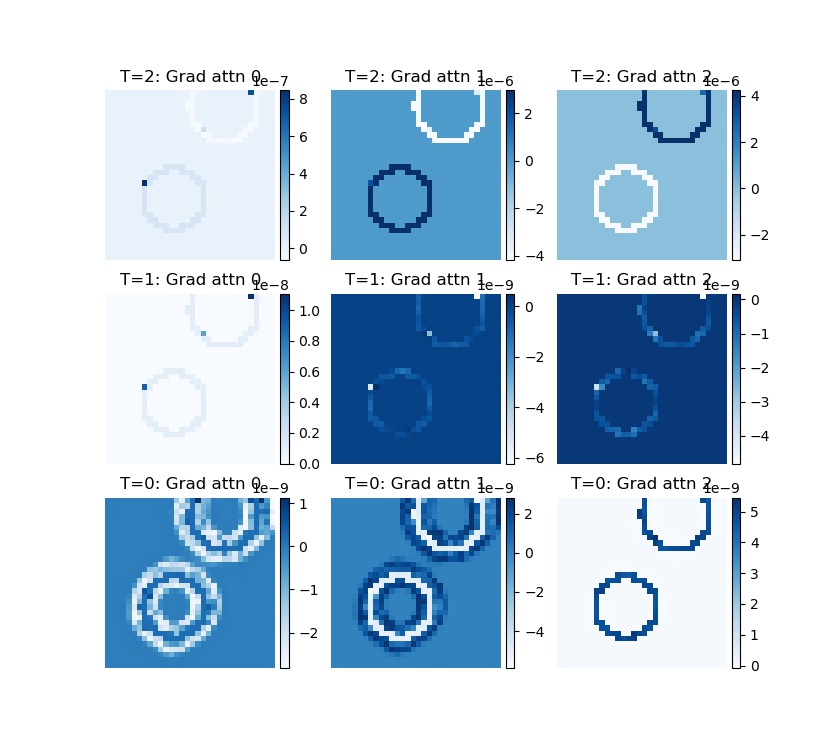 T=2: Grad attn 0
1e−7
8
6
4
2
0
T=2: Grad attn 1
1e−6
2
0
−2
−4
T=2: Grad attn 2
1e−6
4
2
0
−2
T=1: Grad attn 0
1e−8
1.0
0.8
0.6
0.4
0.2
0.0
T=1: Grad attn 1
1e−9
0
−2
−4
−6
T=1: Grad attn 2
1e−9
0
−1
−2
−3
−4
T=0: Grad attn 0
1e−9
1
0
−1
−2
T=0: Grad attn 1
1e−9
2
0
−2
−4
T=0: Grad attn 2
1e−9
5
4
3
2
1
0